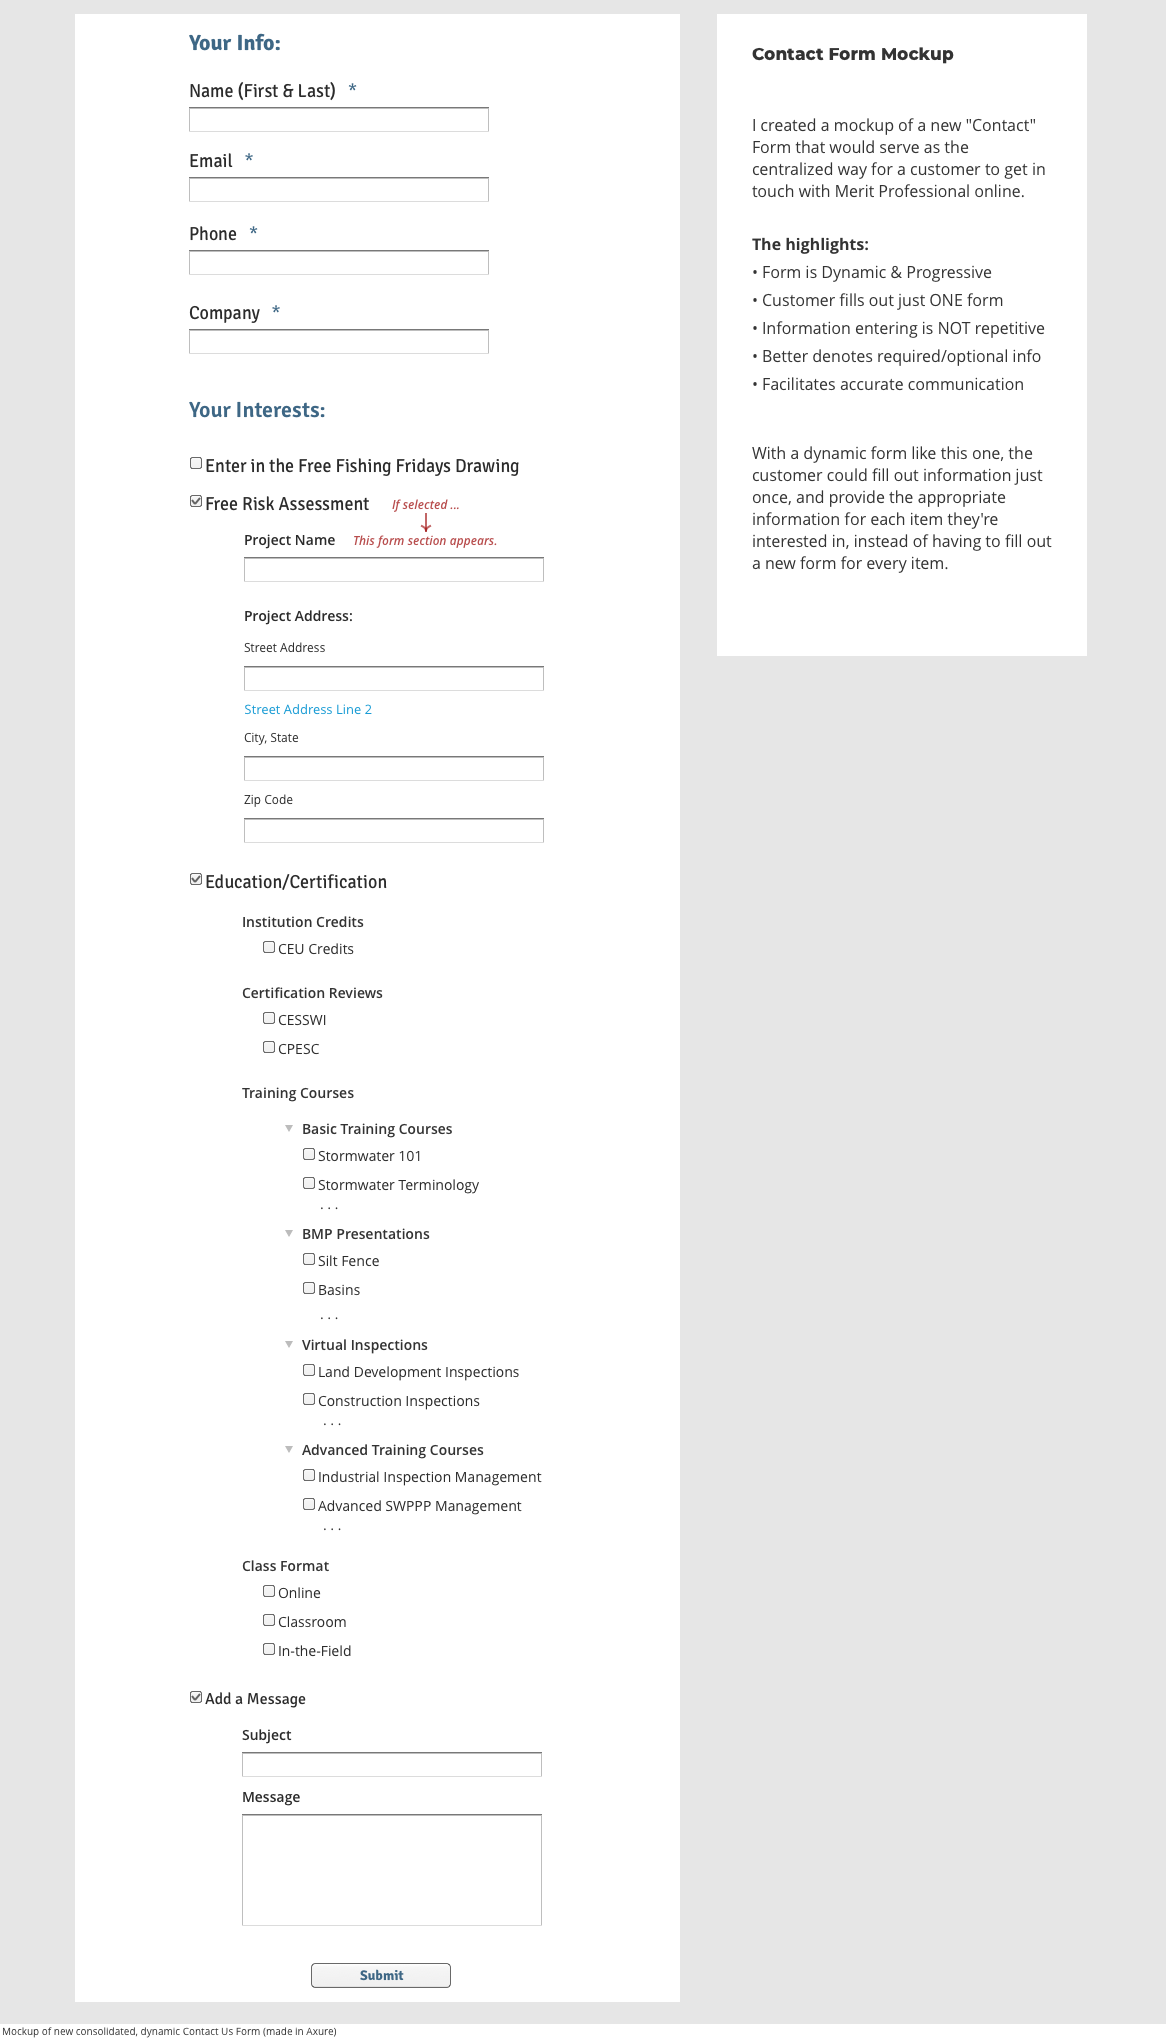 Your Info:
Name (First & Last) *
Email *
Phone *
Company *
Your Interests:
Enter in the Free Fishing Fridays Drawing
Free Risk Assessment If selected ...
Project Name This form section appears.
Project Address:
Street Address
Street Address Line 2
City, State
Zip Code
Education/Certification
Institution Credits
CEU Credits
Certification Reviews
CESSWI
CPESC
Training Courses
Basic Training Courses
Stormwater 101
Stormwater Terminology
. . .
BMP Presentations
Silt Fence
Basins
. . .
Virtual Inspections
Land Development Inspections
Construction Inspections
. . .
Advanced Training Courses
Industrial Inspection Management
Advanced SWPPP Management
. . .
Class Format
Online
Classroom
In-the-Field
Add a Message
Subject
Message
Submit
Contact Form Mockup
I created a mockup of a new "Contact"
Form that would serve as the
centralized way for a customer to get in
touch with Merit Professional online.
The highlights:
• Form is Dynamic & Progressive
• Customer fills out just ONE form
• Information entering is NOT repetitive
• Better denotes required/optional info
• Facilitates accurate communication
With a dynamic form like this one, the
customer could fill out information just
once, and provide the appropriate
information for each item they're
interested in, instead of having to fill out
a new form for every item.
Mockup of new consolidated, dynamic Contact Us Form (made in Axure)